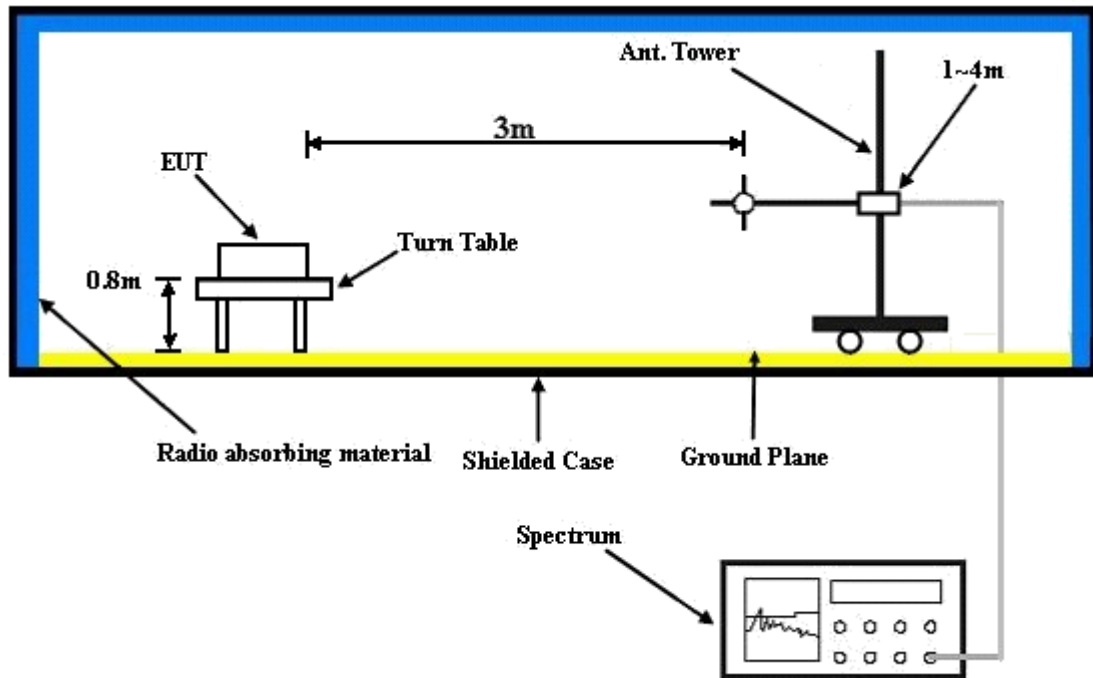 Ant. Tower
1~4m
3m
EUT
Turn Table
0.8m
Radio absorbing material
Shielded Case
Ground Plane
Spectrum